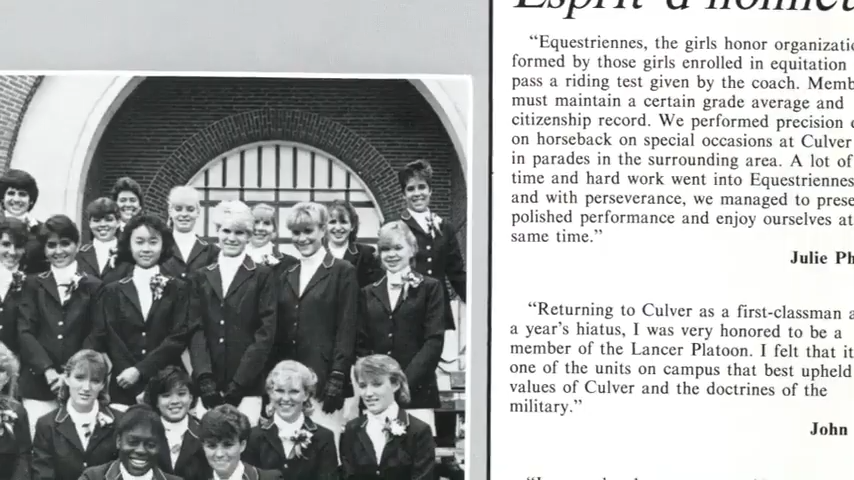 Esprit d'
"Equestriennes, the girls honor
formed by those girls enrolled in equitation
pass a riding test given by the coach.
must maintain a certain grade average and
citizenship record. We performed precision
on horseback on special occasions at Culver
in parades in the surrounding area. A lot of
time and hard work went into Equestriennes
and with perseverance, we managed to
polished performance and enjoy ourselves at
same time."
Julie
"Returning to Culver as a first-classman
a year's hiatus, I was very honored to be a
member of the Lancer Platoon. I felt that it
one of the units on campus that best upheld
values of Culver and the doctrines of the
military."
John